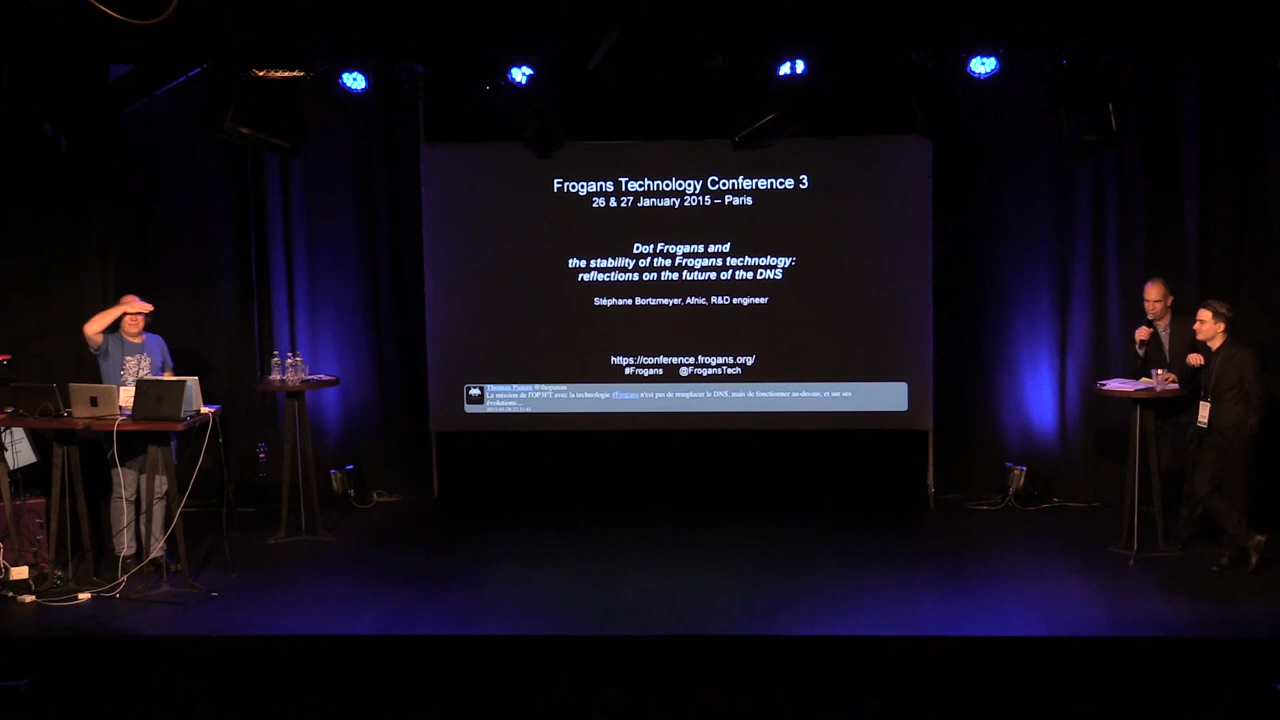 Frogans Technology Conference 3
26 & 27 January 2015 – Paris
Dot Frogans and
the stability of the Frogans technology:
reflections on the future of the DNS
Stéphane Bortzmeyer, Afnic, R&D engineer
https://conference.frogans.org/
#Frogans @FrogansTech
Thomas @thopanou
La mission de l'OP3FT avec la technologie #Frogans n'est pas de remplacer le DNS, mais de fonctionner au-dessus, et sur ses
évolutions...